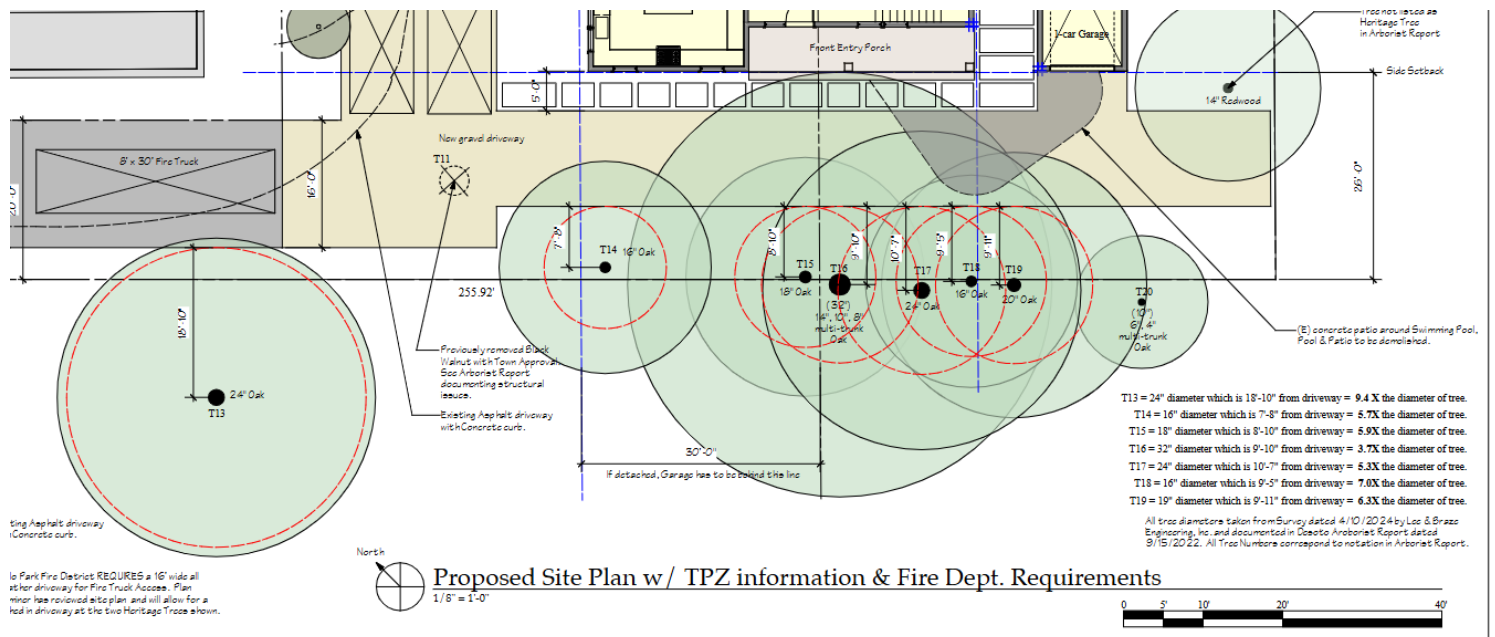 Tree not listed as
Heritage Tree
in Arborist Report
1-car Garage
Front Entry Porch
Side Setback
5'-0"
14" Redwood
New gravel driveway
T11
8' x 30' Fire Truck
20'-0"
16'-0"
26'-0"
7'-8"
8'-10"
9'-10"
10'-7"
9'-5"
9'-11"
T14 16" Oak
T15
18" Oak
T16
(32")
14", 10", 8"
multi-trunk
Oak
T17
24" Oak
T18
16" Oak
T19
20" Oak
T20
(10")
6", 4"
multi-trunk
Oak
255.92'
18'-10"
24" Oak
T13
Previously removed Black
Walnut with Town Approval.
See Arborist Report
documenting structural
issues.
Existing Asphalt driveway
with Concrete curb.
(E) concrete patio around Swimming Pool,
Pool & Patio to be demolished.
30'-0"
If detached, Garage has to be behind this line
T13 = 24" diameter which is 18'-10" from driveway = 9.4 X the diameter of tree.
T14 = 16" diameter which is 7'-8" from driveway = 5.7X the diameter of tree.
T15 = 18" diameter which is 8'-10" from driveway = 5.9X the diameter of tree.
T16 = 32" diameter which is 9'-10" from driveway = 3.7X the diameter of tree.
T17 = 24" diameter which is 10'-7" from driveway = 5.3X the diameter of tree.
T18 = 16" diameter which is 9'-5" from driveway = 7.0X the diameter of tree.
T19 = 19" diameter which is 9'-11" from driveway = 6.3X the diameter of tree.
All tree diameters taken from Survey dated 4/10/2024 by Lee & Braze
Engineering, Inc. and documented in Desoto Aroborist Report dated
9/15/2022. All Tree Numbers correspond to notation in Arborist Report.
ting Asphalt driveway
Concrete curb.
lo Park Fire District REQUIRES a 16' wide all
ather driveway for Fire Truck Access. Plan
miner has reviewed site plan and will allow for a
hed in driveway at the two Heritage Trees shown.
North
Proposed Site Plan w/ TPZ information & Fire Dept. Requirements
1/8" = 1'-0"
0 5' 10' 20' 40'